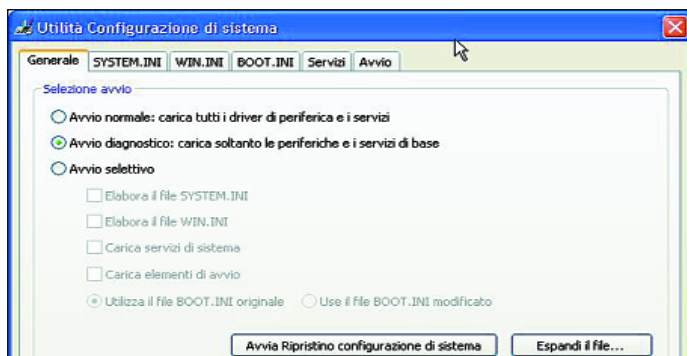 Utilità Configurazione di sistema
Generale SYSTEM.INI WIN.INI BOOT.INI Servizi Avvio
Selezione avvio
Avvio normale: carica tutti i driver di periferica e i servizi
Avvio diagnostico: carica soltanto le periferiche e i servizi di base
Avvio selettivo
Elabora il file SYSTEM.INI
Elabora il file WIN.INI
Carica servizi di sistema
Carica elementi di avvio
Utilizza il file BOOT.INI originale Use il file BOOT.INI modificato
Avvia Ripristino configurazione di sistema Espandi il file...